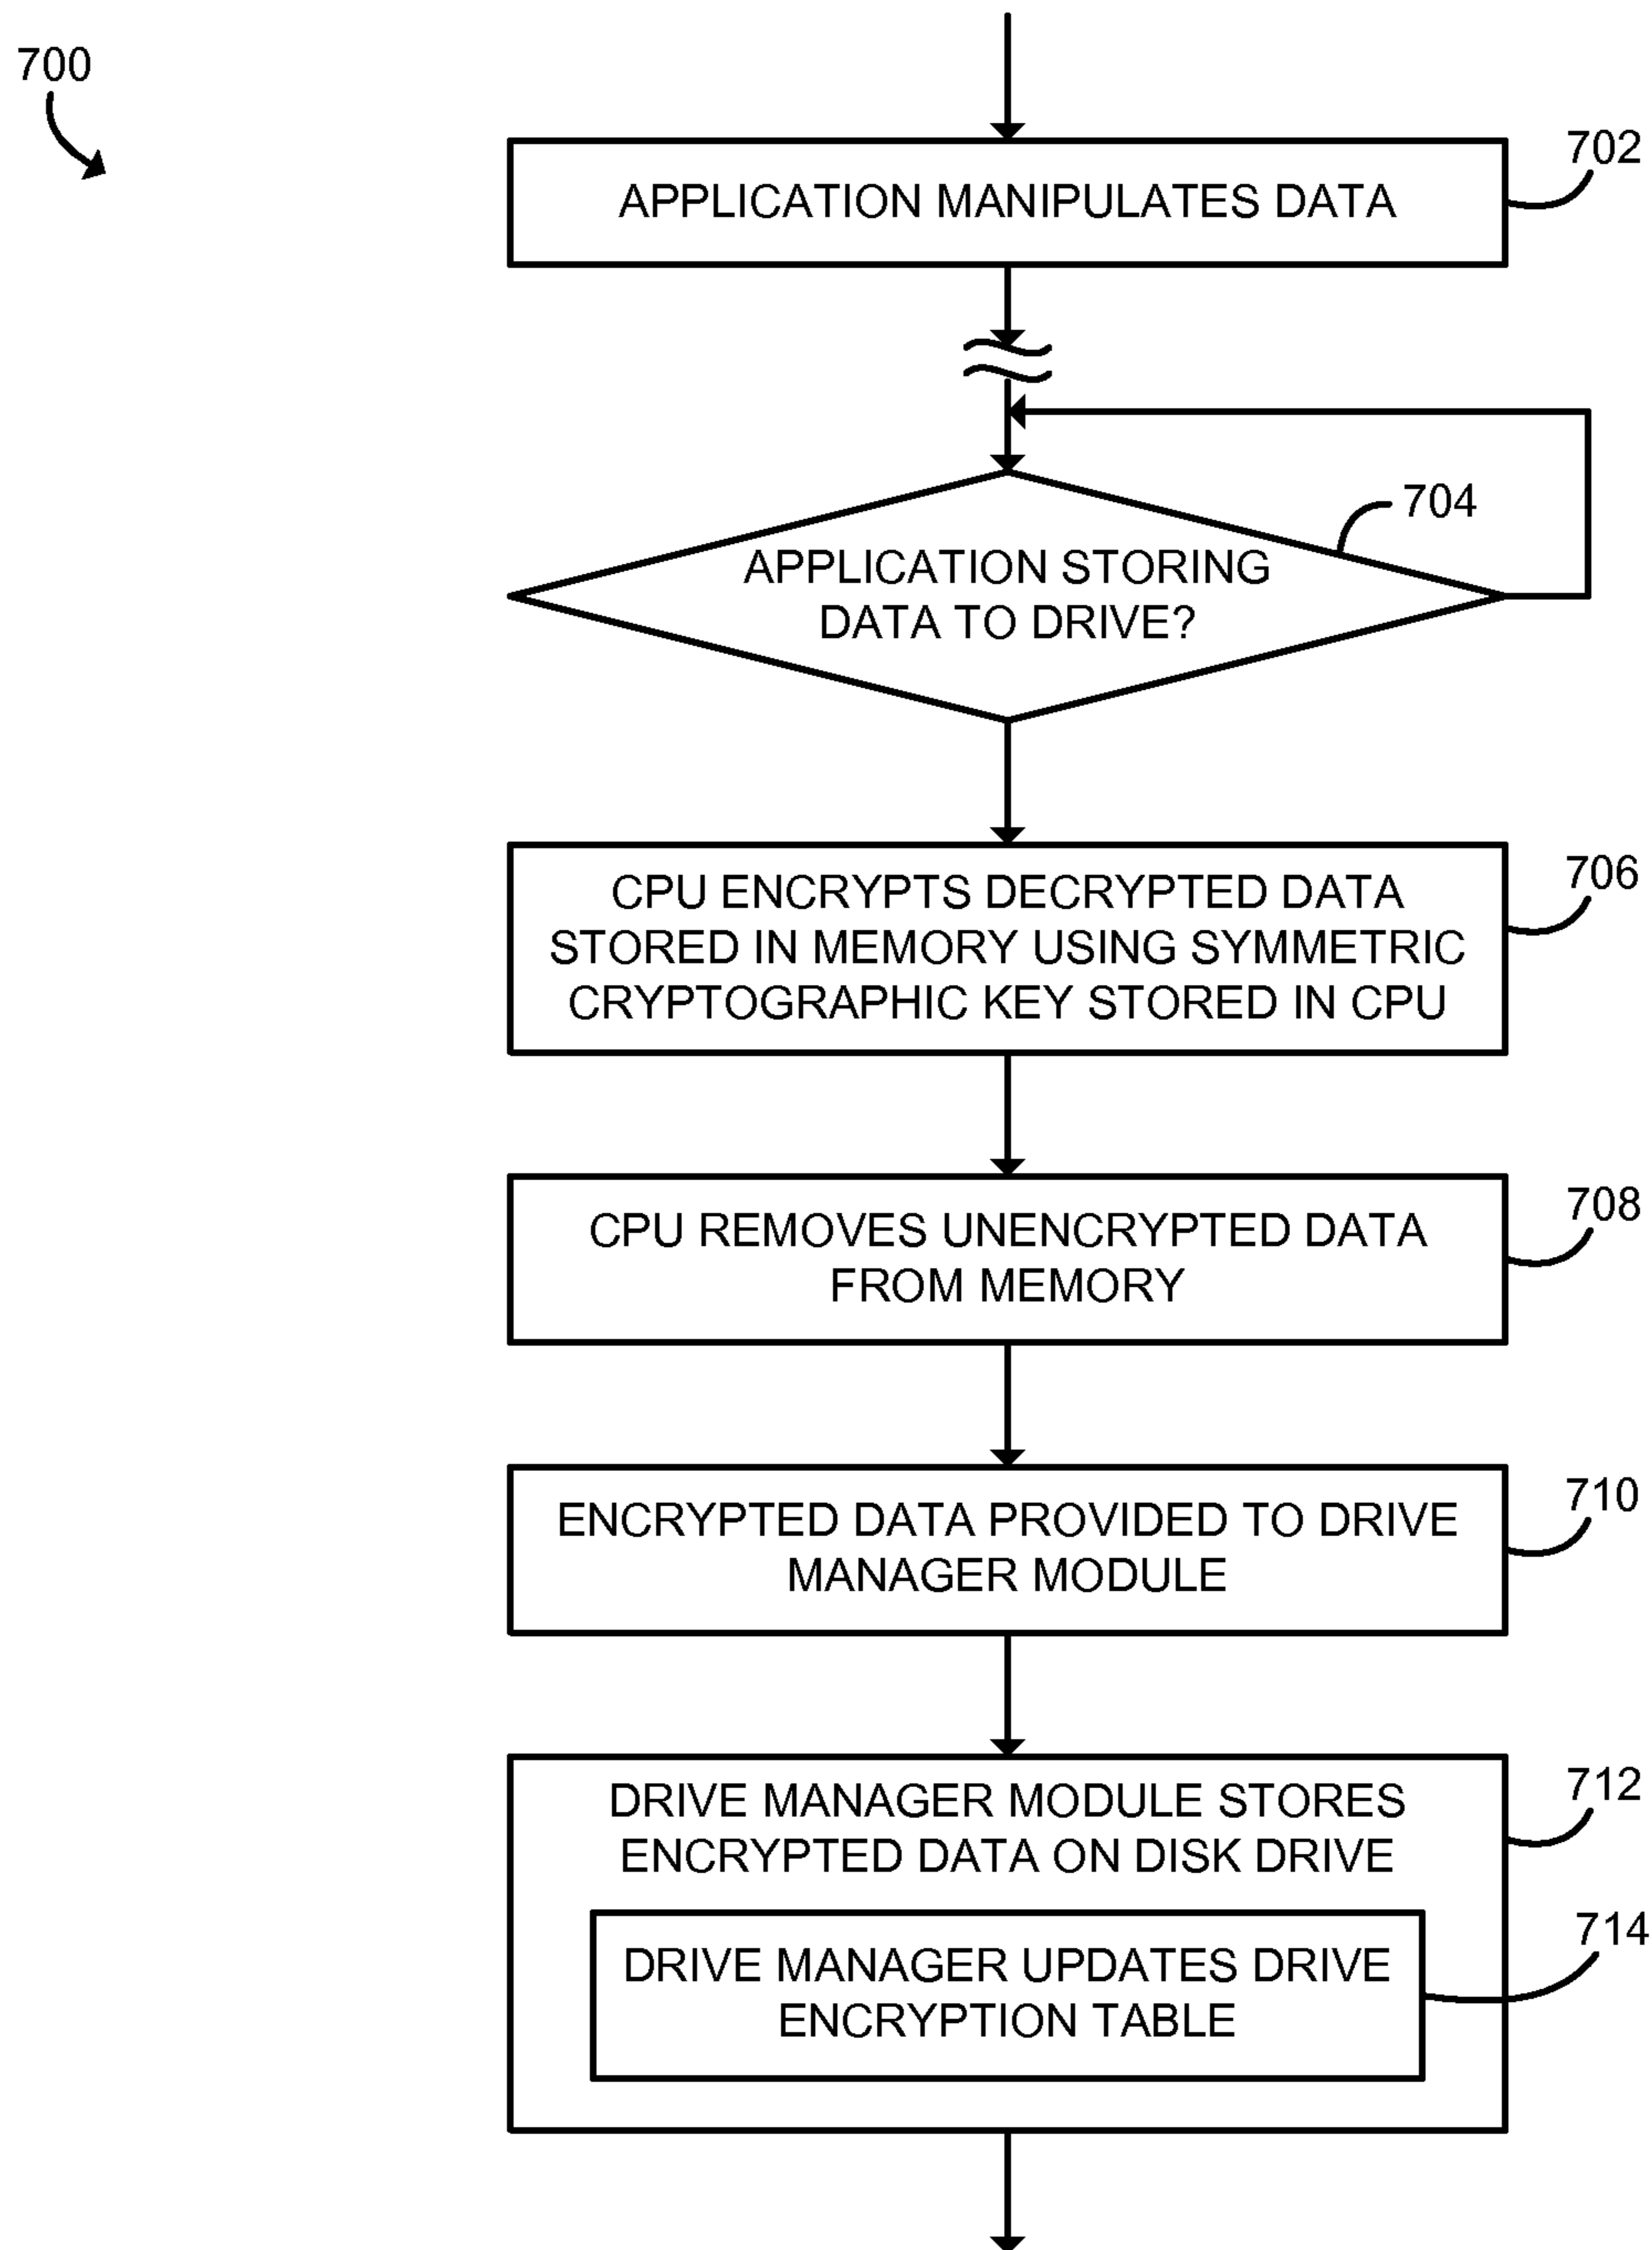 700
702
APPLICATION MANIPULATES DATA
704
APPLICATION STORING
DATA TO DRIVE?
706
CPU ENCRYPTS DECRYPTED DATA
STORED IN MEMORY USING SYMMETRIC
CRYPTOGRAPHIC KEY STORED IN CPU
708
CPU REMOVES UNENCRYPTED DATA
FROM MEMORY
710
ENCRYPTED DATA PROVIDED TO DRIVE
MANAGER MODULE
712
DRIVE MANAGER MODULE STORES
ENCRYPTED DATA ON DISK DRIVE
714
DRIVE MANAGER UPDATES DRIVE
ENCRYPTION TABLE